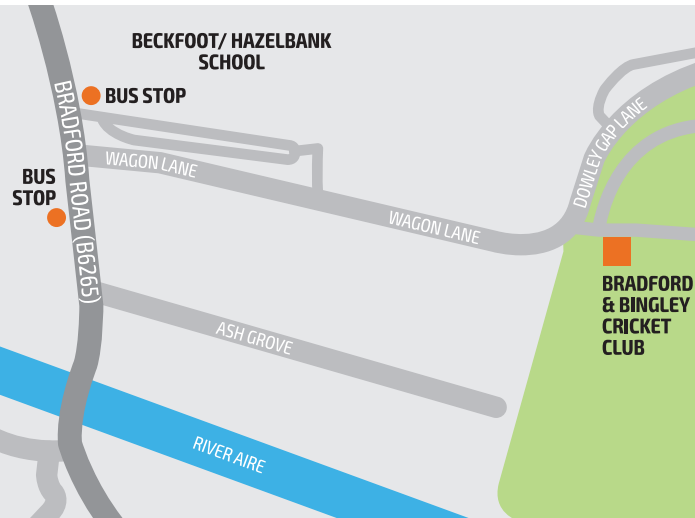 BECKFOOT/ HAZELBANK
SCHOOL
BUS STOP
BRADFORD ROAD (B6265)
WAGON LANE
BUS
STOP
WAGON LANE
DOWLEY GAP LANE
BRADFORD
& BINGLEY
CRICKET
CLUB
ASH GROVE
RIVER AIRE